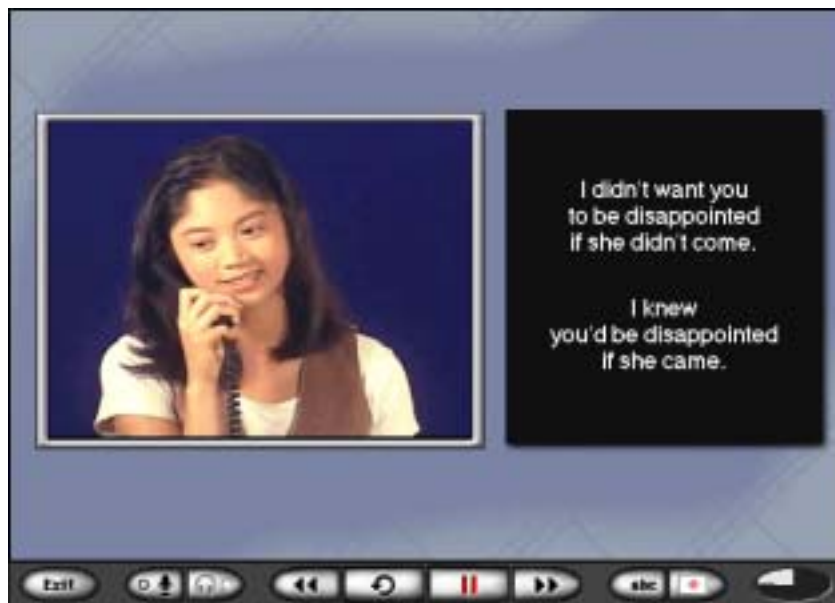 I didn't want you
to be disappointed
if she didn't come.
I knew
you'd be disappointed
if she came.
Exit
abc